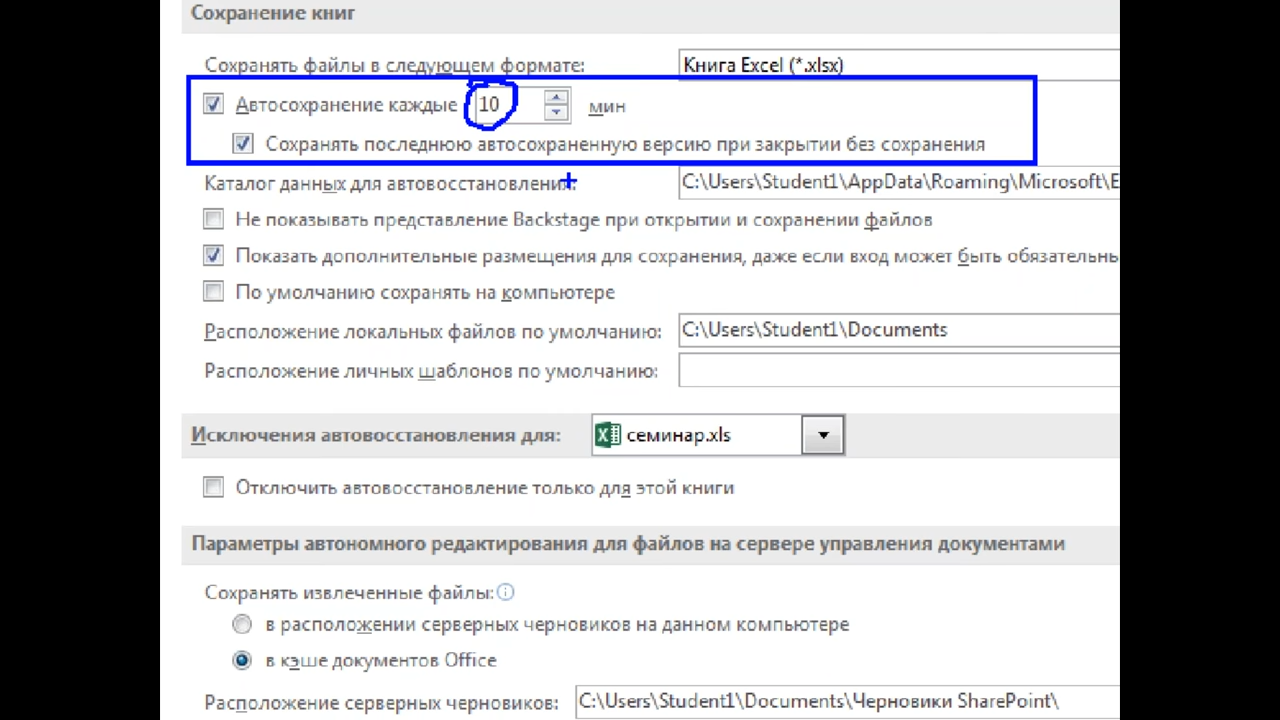 Сохранение книг
Сохранять файлы в следующем формате: Книга Excel (*.xlsx)
Автосохранение каждые 10 мин
Сохранять последнюю автосохраненную версию при закрытии без сохранения
Каталог данных для автовосстановления: C:\Users\Student1\AppData\Roaming\Microsoft\E
Не показывать представление Backstage при открытии и сохранении файлов
Показать дополнительные размещения для сохранения, даже если вход может быть обязательны
По умолчанию сохранять на компьютере
Расположение локальных файлов по умолчанию: C:\Users\Student1\Documents
Расположение личных шаблонов по умолчанию:
Исключения автовосстановления для: семинар.xls
Отключить автовосстановление только для этой книги
Параметры автономного редактирования для файлов на сервере управления документами
Сохранять извлеченные файлы:
в расположении серверных черновиков на данном компьютере
в кэше документов Office
Расположение серверных черновиков: C:\Users\Student1\Documents\Черновики SharePoint\